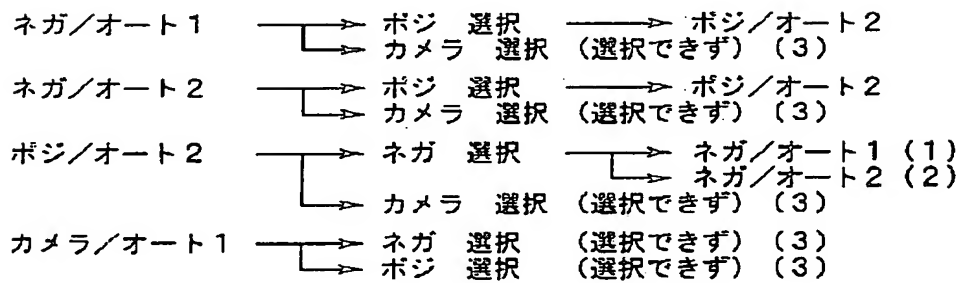 ネガ／オート１ ポジ 選択 ポジ／オート２
カメラ 選択 （選択できず） （３）
ネガ／オート２ ポジ 選択 ポジ／オート２
カメラ 選択 （選択できず） （３）
ポジ／オート２ ネガ 選択 ネガ／オート１（１）
ネガ／オート２（２）
カメラ 選択 （選択できず） （３）
カメラ／オート１ ネガ 選択 （選択できず） （３）
ポジ 選択 （選択できず） （３）